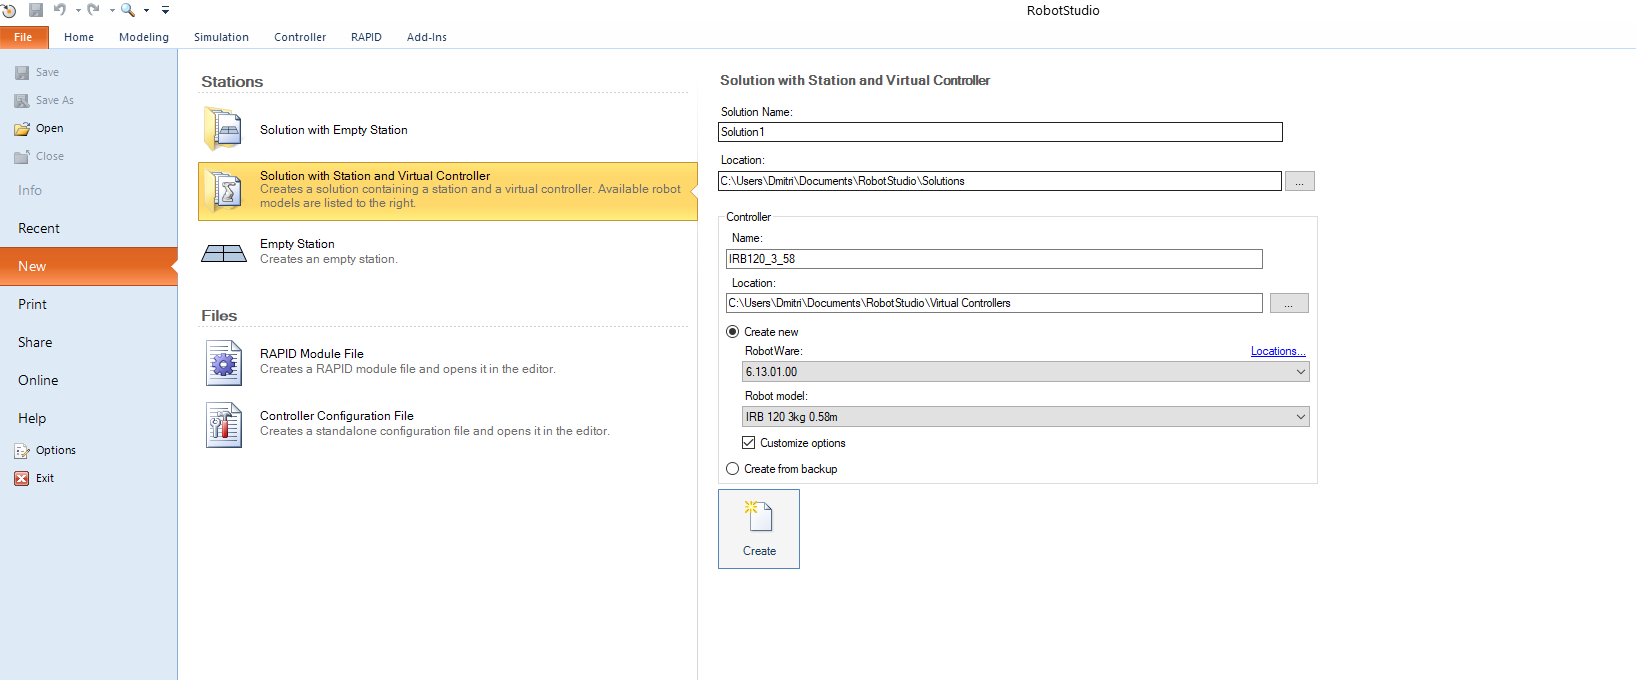 RobotStudio
File Home Modeling Simulation Controller RAPID Add-Ins
Save
Save As
Open
Close
Info
Recent
New
Print
Share
Online
Help
Options
Exit
Stations
Solution with Empty Station
Solution with Station and Virtual Controller
Creates a solution containing a station and a virtual controller. Available robot
models are listed to the right.
Empty Station
Creates an empty station.
Files
RAPID Module File
Creates a RAPID module file and opens it in the editor.
Controller Configuration File
Creates a standalone configuration file and opens it in the editor.
Solution with Station and Virtual Controller
Solution Name:
Solution1
Location:
C:\Users\Dmitri\Documents\RobotStudio\Solutions
...
Controller
Name:
IRB120_3_58
Location:
C:\Users\Dmitri\Documents\RobotStudio\Virtual Controllers
...
Create new
RobotWare:
Locations...
6.13.01.00
Robot model:
IRB 120 3kg 0.58m
Customize options
Create from backup
Create